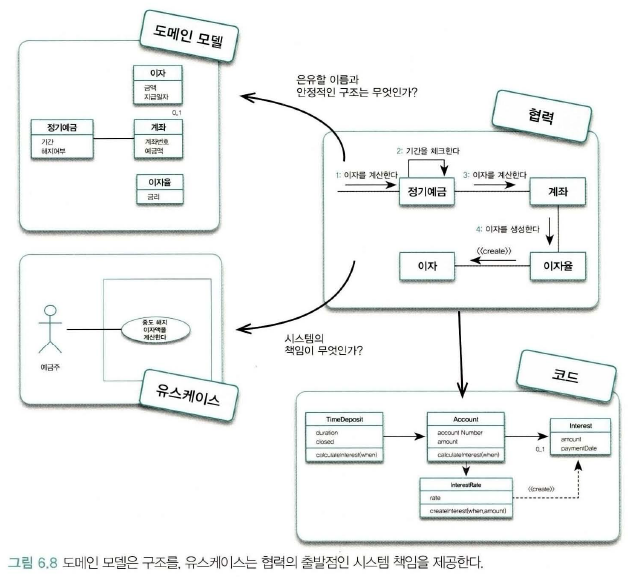 도메인 모델
이자
금액
지급일자
0..1
정기예금
기간
해지여부
계좌
계좌번호
예금액
이자율
금리
은유할 이름과
안정적인 구조는 무엇인가?
협력
2: 기간을 체크한다
1: 이자를 계산한다
3: 이자를 계산한다
정기예금
계좌
4: 이자를 생성한다
<<create>>
이자
이자율
예금주
중도 해지
이자액을
계산한다
유스케이스
시스템의
책임이 무엇인가?
코드
TimeDeposit
duration
closed
calculateInterest(when)
Account
account Number
amount
calculateInterest(when)
Interest
amount
paymentDate
0..1
InterestRate
rate
createInterest(when,amount)
<<create>>
그림 6.8 도메인 모델은 구조를, 유스케이스는 협력의 출발점인 시스템 책임을 제공한다.